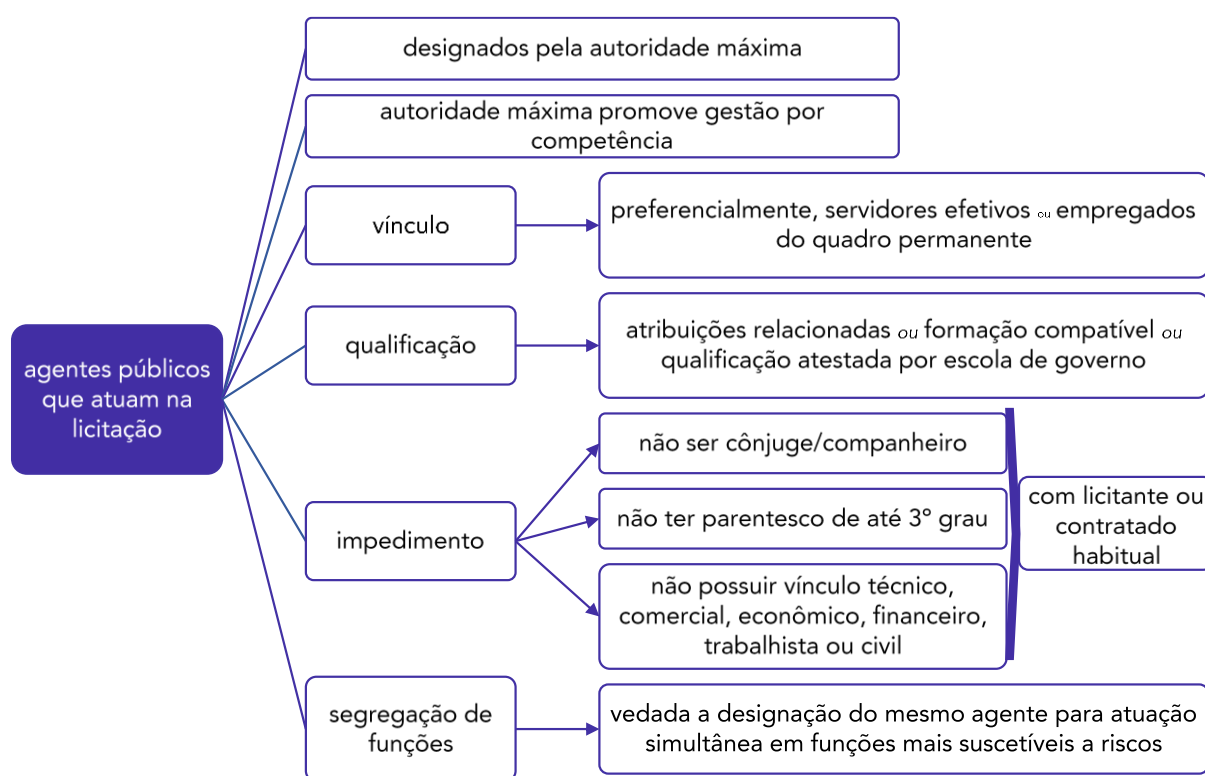 designados pela autoridade máxima
autoridade máxima promove gestão por
competência
vínculo
preferencialmente, servidores efetivos ou empregados
do quadro permanente
qualificação
atribuições relacionadas ou formação compatível ou
qualificação atestada por escola de governo
agentes públicos
que atuam na
licitação
impedimento
não ser cônjuge/companheiro
não ter parentesco de até 3º grau
não possuir vínculo técnico,
comercial, econômico, financeiro,
trabalhista ou civil
com licitante ou
contratado
habitual
segregação de
funções
vedada a designação do mesmo agente para atuação
simultânea em funções mais suscetíveis a riscos